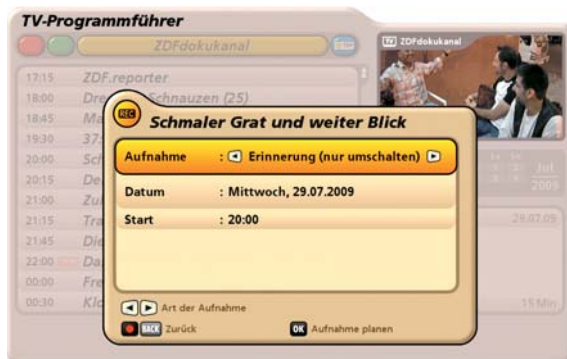 TV-Programmführer
ZDFdokukanal
TV ZDFdokukanal
17:15 ZDF.reporter
18:00 Schnauzen (25)
18:45
19:30 37:
20:00
20:15
21:00
21:15
21:45
22:00
00:00
00:30
REC Schmaler Grat und weiter Blick
Aufnahme : Erinnerung (nur umschalten)
Datum : Mittwoch, 29.07.2009
Start : 20:00
Art der Aufnahme
BACK Zurück
OK Aufnahme planen
Jul
2009
29.07.09
15 Min